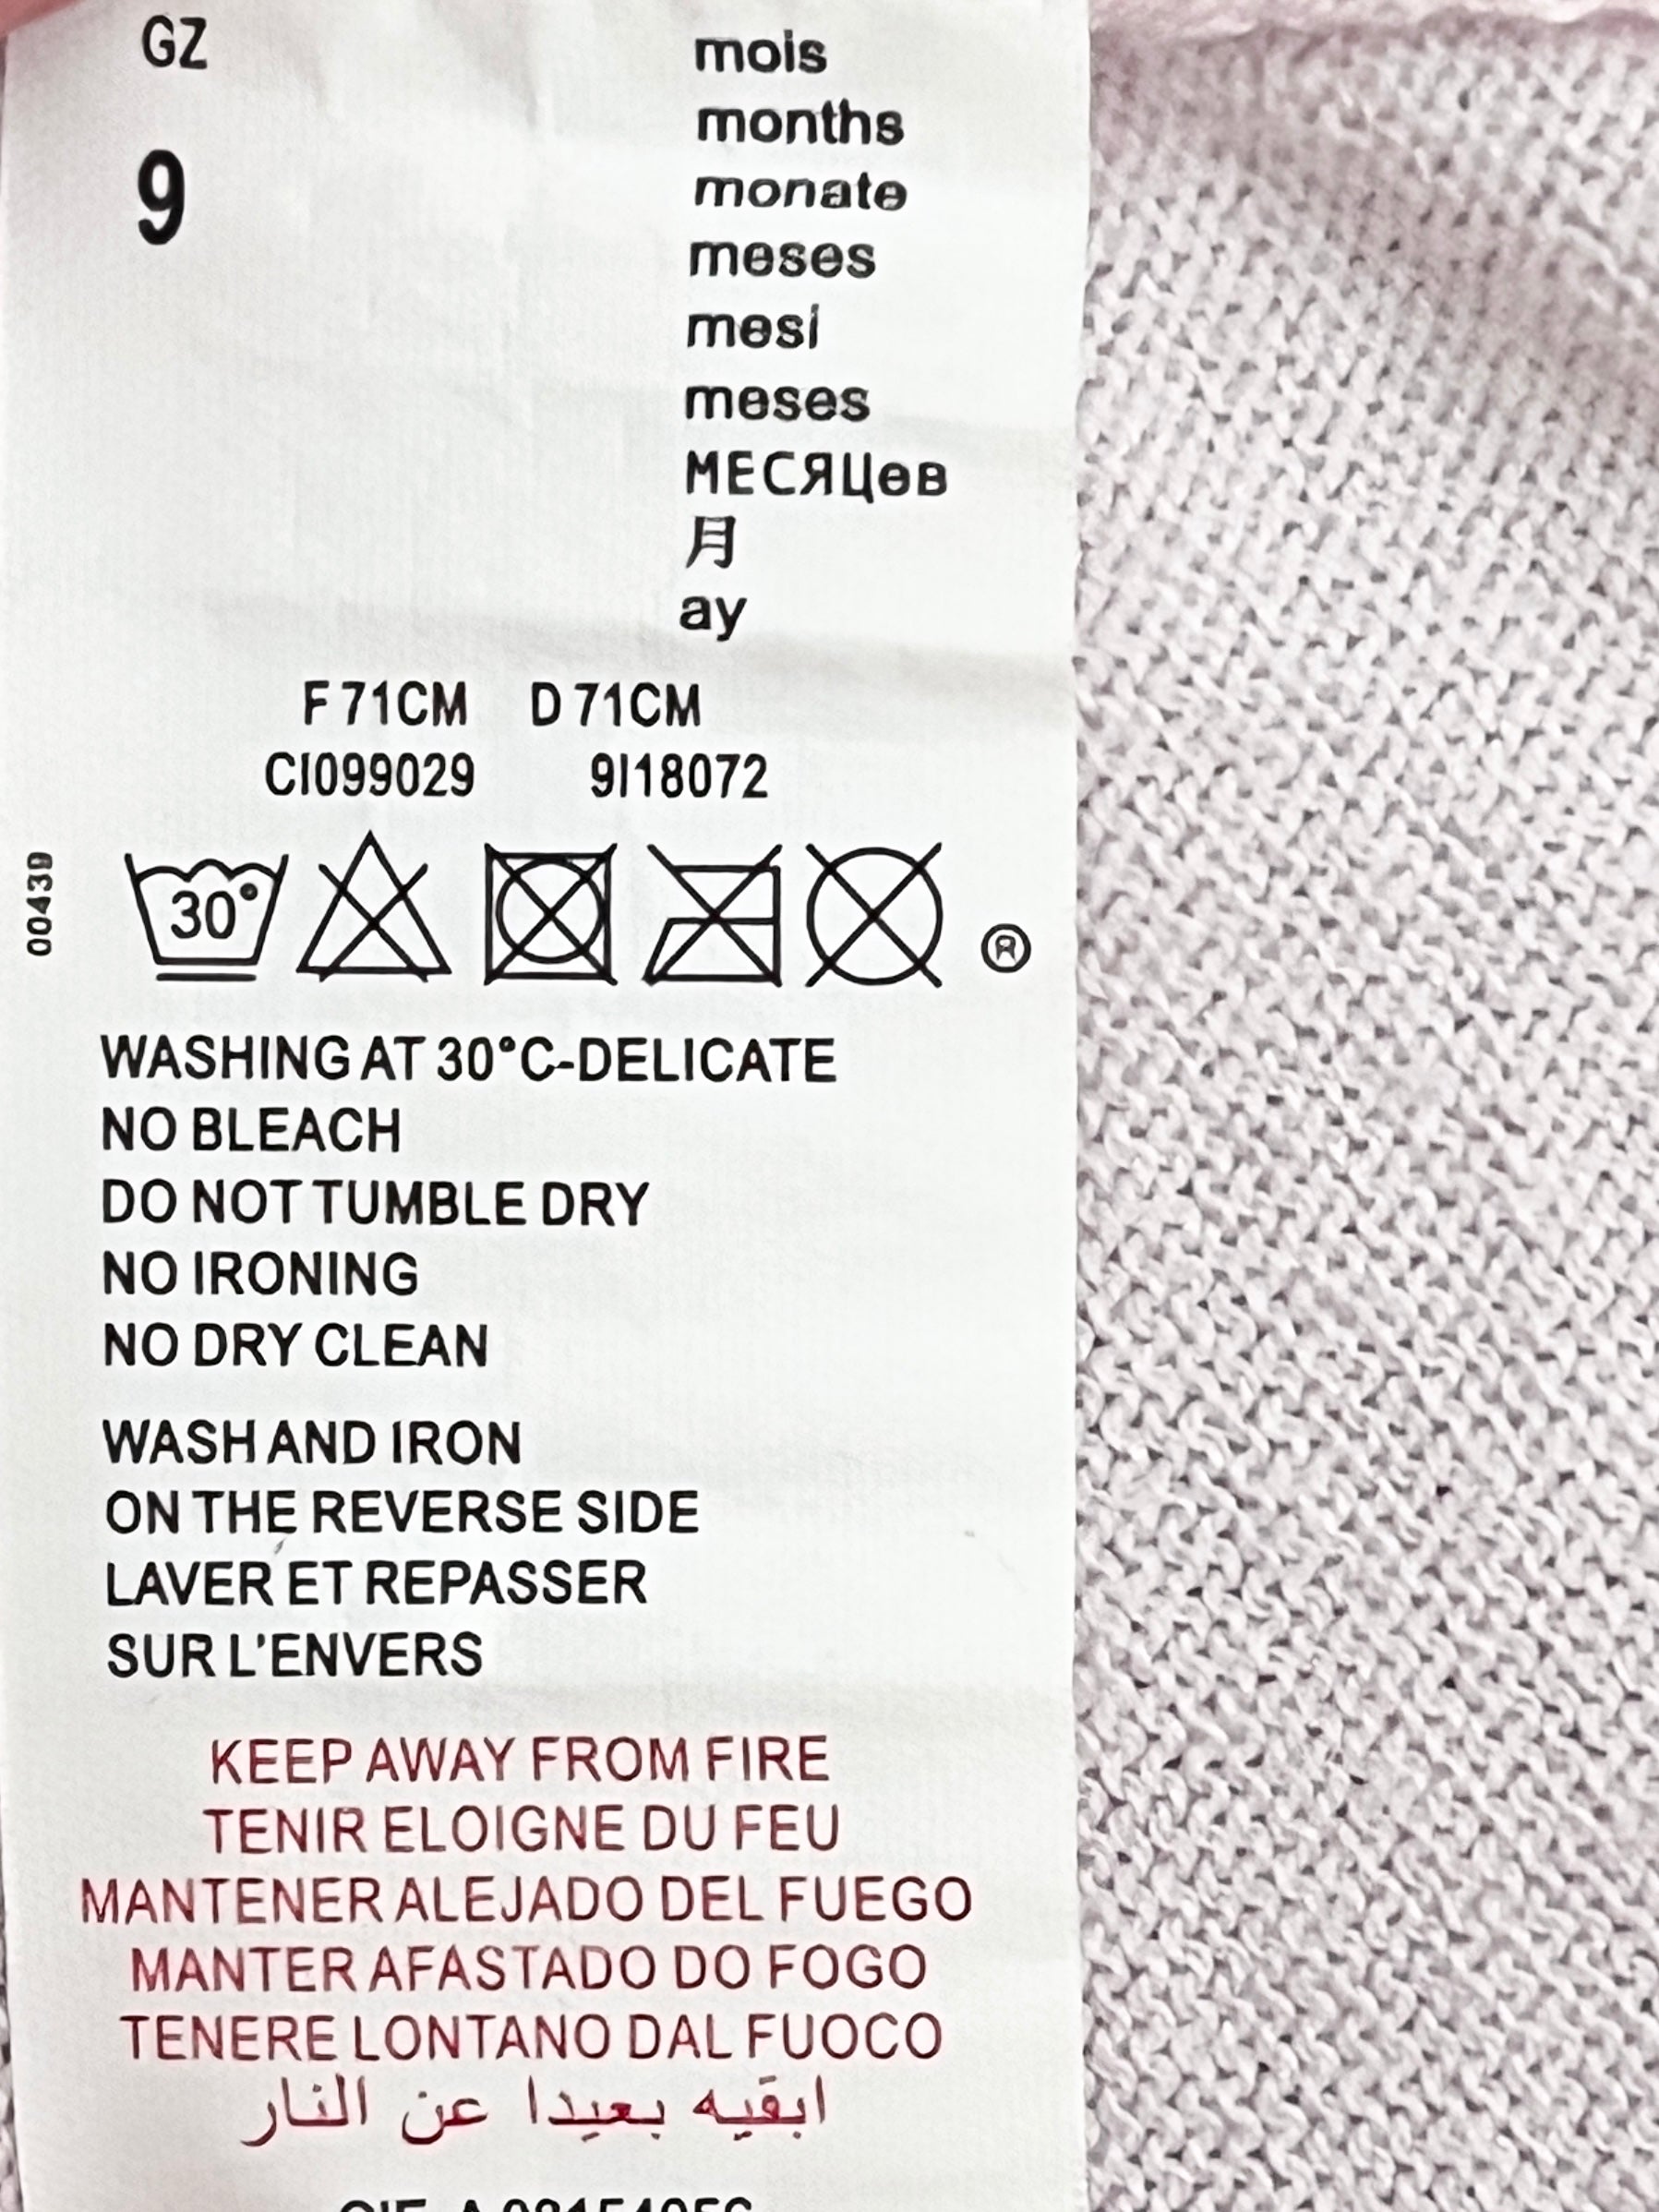 GZ
9
mois
months
monate
meses
mesi
meses
МЕСЯЦев
月
ay
F 71CM D 71CM
CI099029 9I18072
00439
30°
®
WASHING AT 30°C-DELICATE
NO BLEACH
DO NOT TUMBLE DRY
NO IRONING
NO DRY CLEAN
WASH AND IRON
ON THE REVERSE SIDE
LAVER ET REPASSER
SUR L'ENVERS
KEEP AWAY FROM FIRE
TENIR ELOIGNE DU FEU
MANTENER ALEJADO DEL FUEGO
MANTER AFASTADO DO FOGO
TENERE LONTANO DAL FUOCO
ابقيه بعيدا عن النار